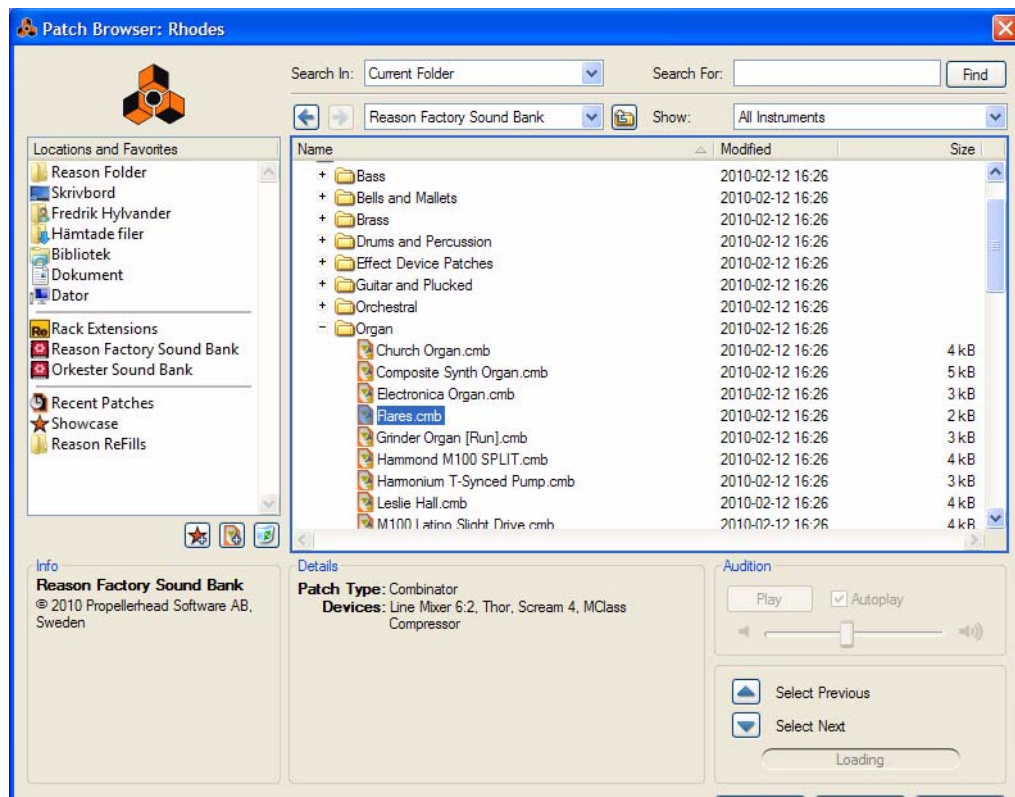 Patch Browser: Rhodes
Search In: Current Folder Search For: Find
Reason Factory Sound Bank Show: All Instruments
Locations and Favorites
Reason Folder
Skrivbord
Fredrik Hylvander
Hämtade filer
Bibliotek
Dokument
Dator
Re Rack Extensions
Reason Factory Sound Bank
Orkester Sound Bank
Recent Patches
Showcase
Reason ReFills
Name Modified Size
+ Bass 2010-02-12 16:26
+ Bells and Mallets 2010-02-12 16:26
+ Brass 2010-02-12 16:26
+ Drums and Percussion 2010-02-12 16:26
+ Effect Device Patches 2010-02-12 16:26
+ Guitar and Plucked 2010-02-12 16:26
+ Orchestral 2010-02-12 16:26
- Organ 2010-02-12 16:26
Church Organ.cmb 2010-02-12 16:26 4 kB
Composite Synth Organ.cmb 2010-02-12 16:26 5 kB
Electronica Organ.cmb 2010-02-12 16:26 3 kB
Flares.cmb 2010-02-12 16:26 2 kB
Grinder Organ [Run].cmb 2010-02-12 16:26 3 kB
Hammond M100 SPLIT.cmb 2010-02-12 16:26 4 kB
Harmonium T-Synced Pump.cmb 2010-02-12 16:26 3 kB
Leslie Hall.cmb 2010-02-12 16:26 4 kB
M100 Latino Slight Drive.cmb 2010-02-12 16:26 4 kB
Info
Reason Factory Sound Bank
© 2010 Propellerhead Software AB,
Sweden
Details
Patch Type: Combinator
Devices: Line Mixer 6:2, Thor, Scream 4, MClass
Compressor
Audition
Play Autoplay
Select Previous
Select Next
Loading